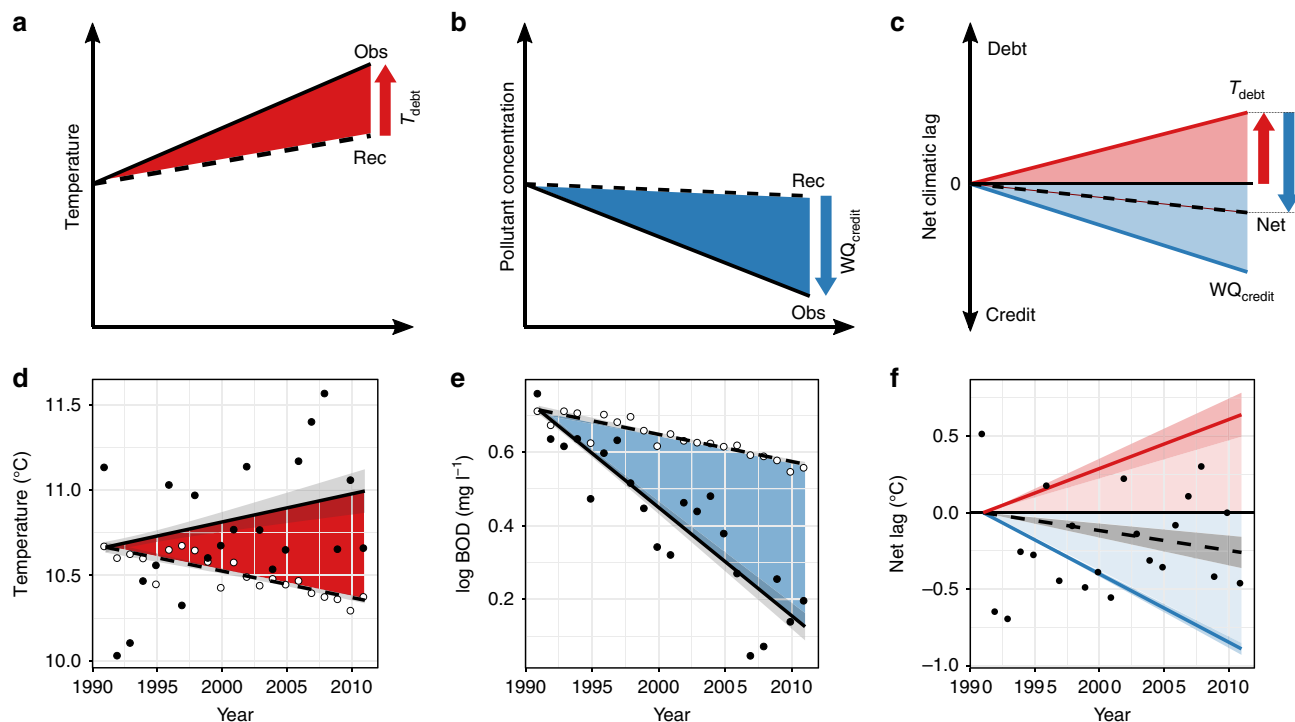 a
Temperature
Obs
Rec
T debt
b
Pollutant concentration
Rec
Obs
WQ credit
c
Net climatic lag
Debt
0
Credit
T debt
Net
WQ credit
d
Temperature (°C)
11.5
11.0
10.5
10.0
1990 1995 2000 2005 2010
Year
e
log BOD (mg l⁻¹)
0.6
0.4
0.2
1990 1995 2000 2005 2010
Year
f
Net lag (°C)
0.5
0.0
−0.5
−1.0
1990 1995 2000 2005 2010
Year